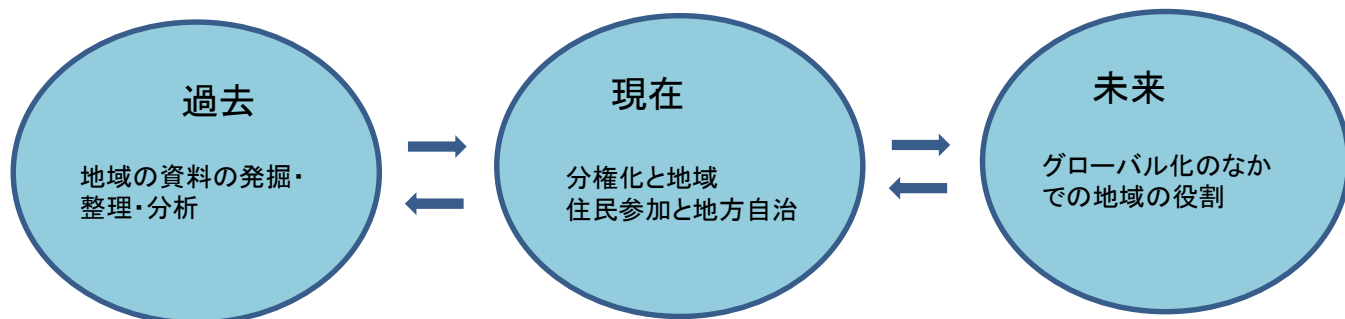 過去
地域の資料の発掘・
整理・分析
現在
分権化と地域
住民参加と地方自治
未来
グローバル化のなか
での地域の役割